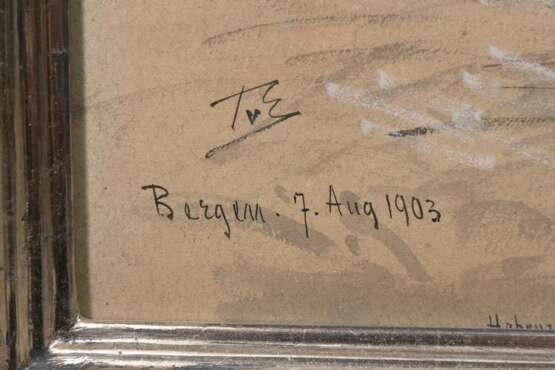 TvE
Bergen. 7. Aug 1903